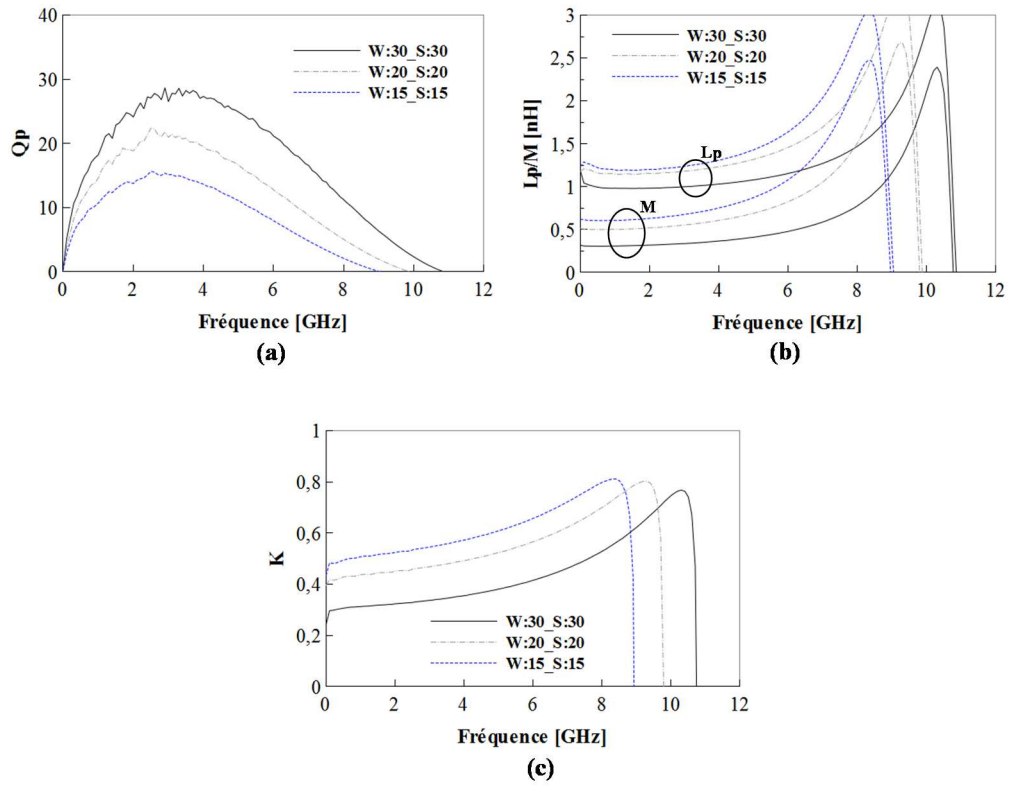 40
30
20
10
0
Qp
W:30_S:30
W:20_S:20
W:15_S:15
0 2 4 6 8 10 12
Fréquence [GHz]
(a)
3
2,5
2
1,5
1
0,5
0
Lp/M [nH]
W:30_S:30
W:20_S:20
W:15_S:15
Lp
M
0 2 4 6 8 10 12
Fréquence [GHz]
(b)
1
0,8
0,6
0,4
0,2
0
K
W:30_S:30
W:20_S:20
W:15_S:15
0 2 4 6 8 10 12
Fréquence [GHz]
(c)